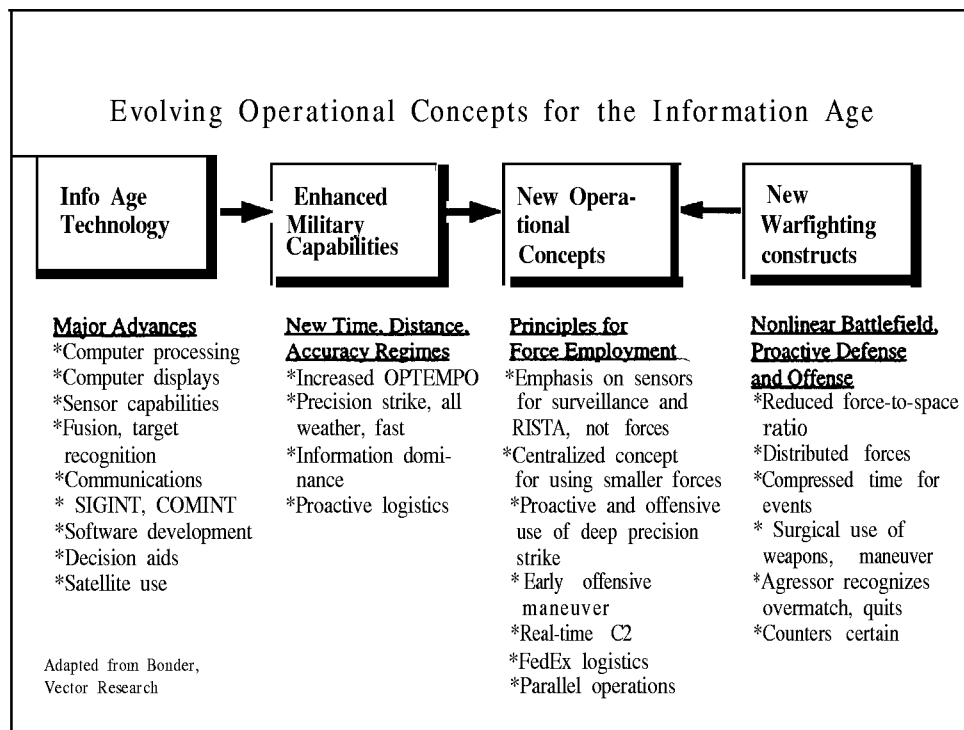 Evolving Operational Concepts for the Information Age
Info Age
Technology
Enhanced
Military
Capabilities
New Opera-
tional
Concepts
New
Warfighting
constructs
Major Advances
*Computer processing
*Computer displays
*Sensor capabilities
*Fusion, target
recognition
*Communications
* SIGINT, COMINT
*Software development
*Decision aids
*Satellite use
New Time, Distance,
Accuracy Regimes
*Increased OPTEMPO
*Precision strike, all
weather, fast
*Information domi-
nance
*Proactive logistics
Principles for
Force Employment
*Emphasis on sensors
for surveillance and
RISTA, not forces
*Centralized concept
for using smaller forces
*Proactive and offensive
use of deep precision
strike
*Early offensive
maneuver
*Real-time C2
*FedEx logistics
*Parallel operations
Nonlinear Battlefield,
Proactive Defense
and Offense
*Reduced force-to-space
ratio
*Distributed forces
*Compressed time for
events
* Surgical use of
weapons, maneuver
*Agressor recognizes
overmatch, quits
*Counters certain
Adapted from Bonder,
Vector Research